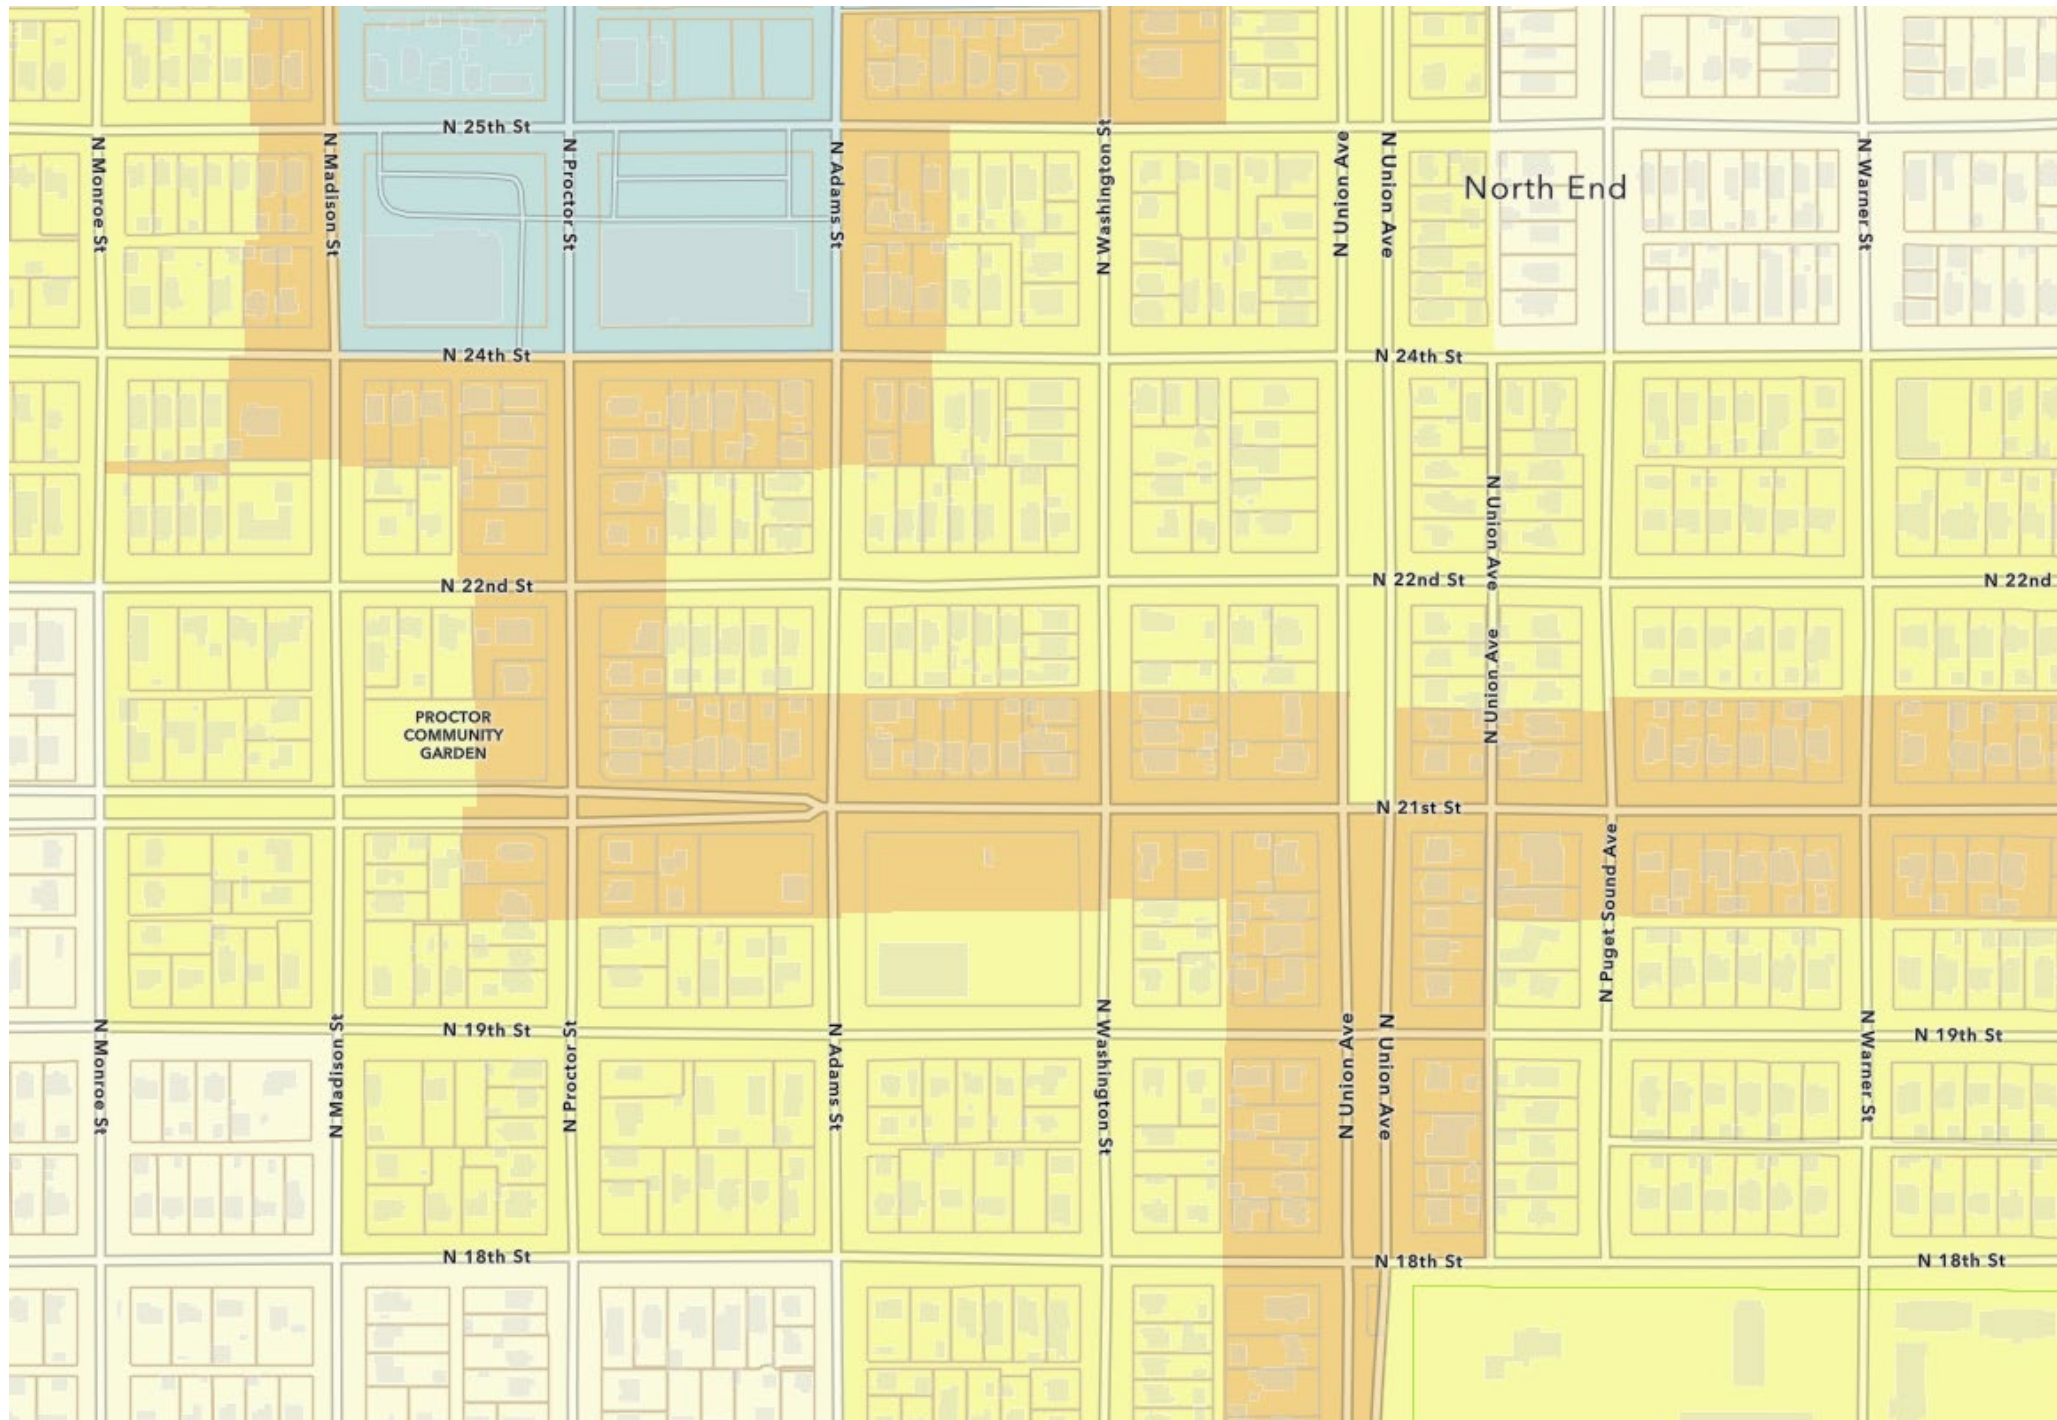 N 25th St
N Monroe St
N Madison St
N Proctor St
N Adams St
N Washington St
N Union Ave
N Union Ave
North End
N Warner St
N 24th St
N 24th St
N Union Ave
N 22nd St
N 22nd St
N 22nd
N Union Ave
PROCTOR
COMMUNITY
GARDEN
N 21st St
N Puget Sound Ave
N Monroe St
N Madison St
N 19th St
N Proctor St
N Adams St
N Washington St
N Union Ave
N Union Ave
N Warner St
N 19th St
N 18th St
N 18th St
N 18th St